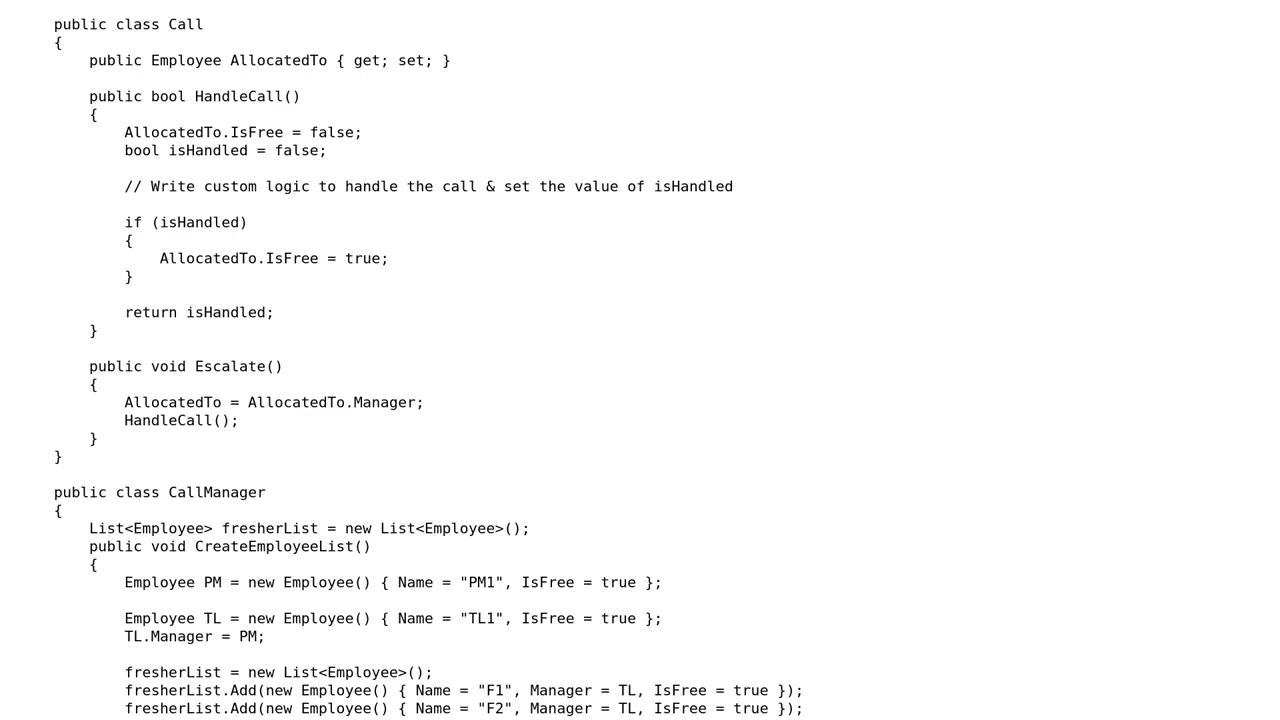 public class Call
{
    public Employee AllocatedTo { get; set; }

    public bool HandleCall()
    {
        AllocatedTo.IsFree = false;
        bool isHandled = false;

        // Write custom logic to handle the call & set the value of isHandled

        if (isHandled)
        {
            AllocatedTo.IsFree = true;
        }

        return isHandled;
    }

    public void Escalate()
    {
        AllocatedTo = AllocatedTo.Manager;
        HandleCall();
    }
}

public class CallManager
{
    List<Employee> fresherList = new List<Employee>();
    public void CreateEmployeeList()
    {
        Employee PM = new Employee() { Name = "PM1", IsFree = true };

        Employee TL = new Employee() { Name = "TL1", IsFree = true };
        TL.Manager = PM;

        fresherList = new List<Employee>();
        fresherList.Add(new Employee() { Name = "F1", Manager = TL, IsFree = true });
        fresherList.Add(new Employee() { Name = "F2", Manager = TL, IsFree = true });